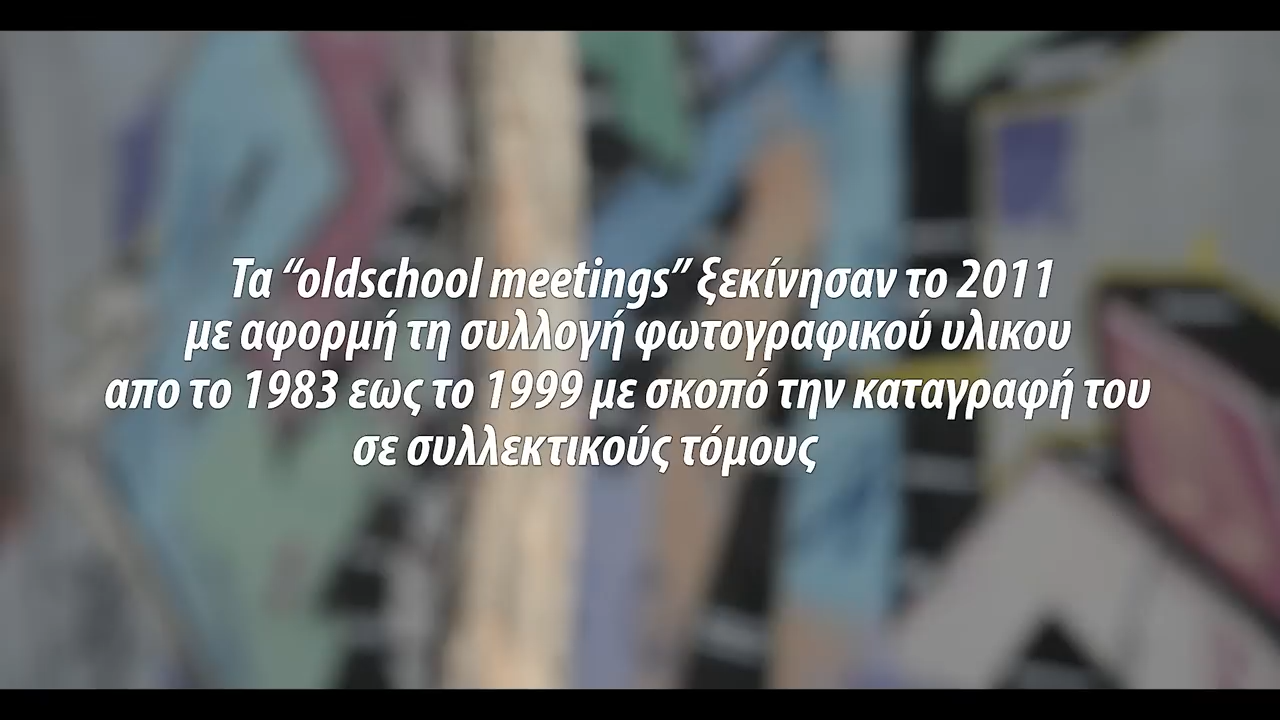 Τα “oldschool meetings” ξεκίνησαν το 2011
με αφορμή τη συλλογή φωτογραφικού υλικου
απο το 1983 εως το 1999 με σκοπό την καταγραφή του
σε συλλεκτικούς τόμους